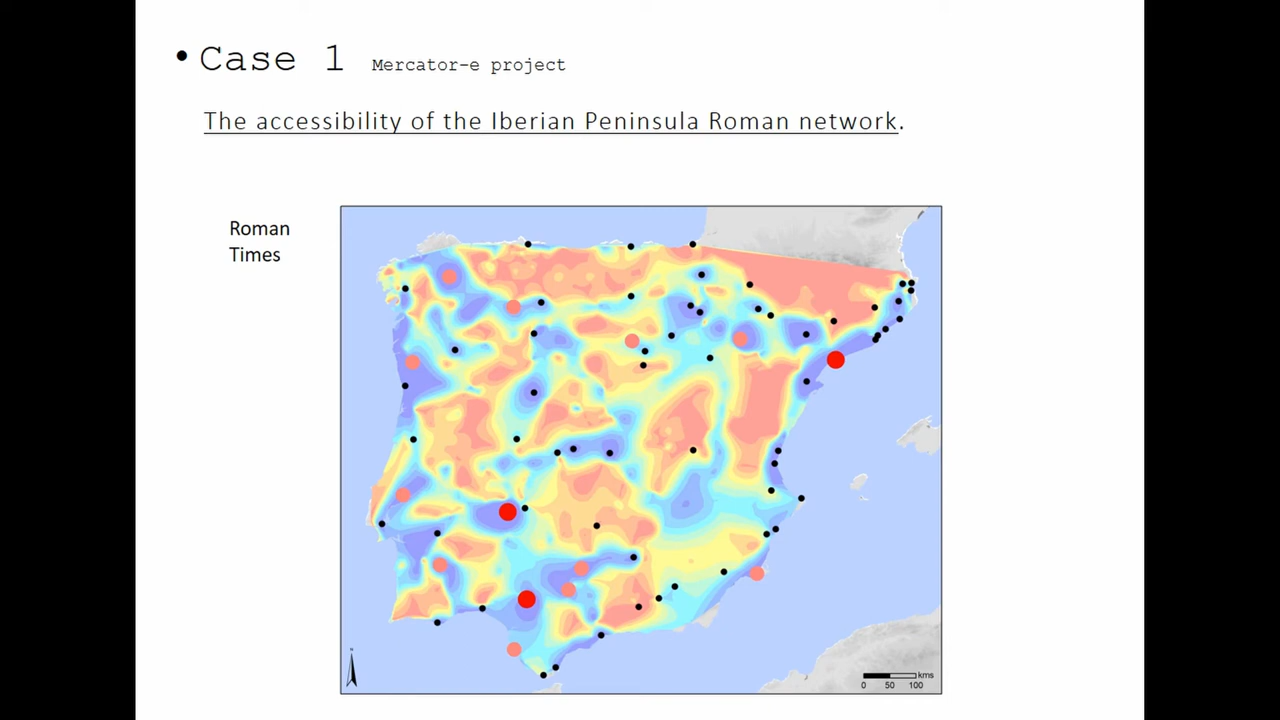 • Case 1 Mercator-e project
The accessibility of the Iberian Peninsula Roman network.
Roman
Times
N
kms
0 50 100